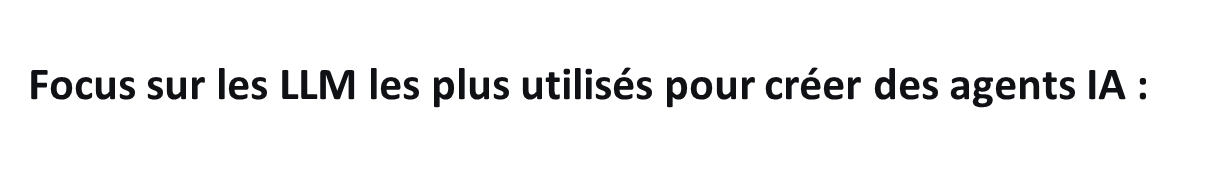 Focus sur les LLM les plus utilisés pour créer des agents IA :